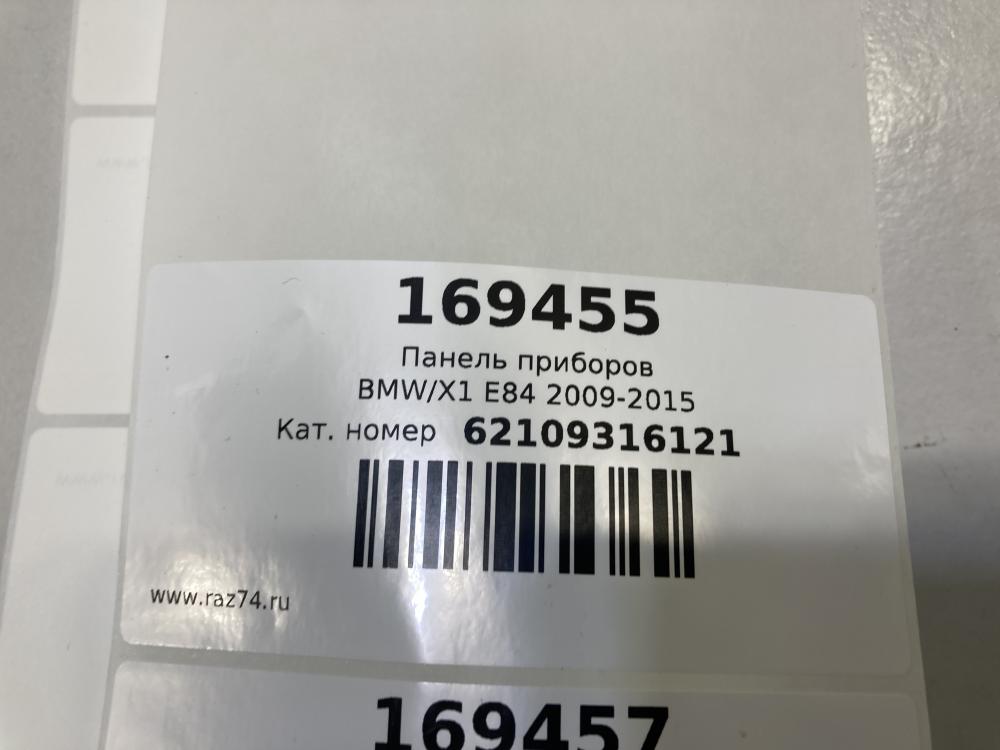 169455
Панель приборов
BMW/X1 E84 2009-2015
Кат. номер 62109316121
www.raz74.ru
169457